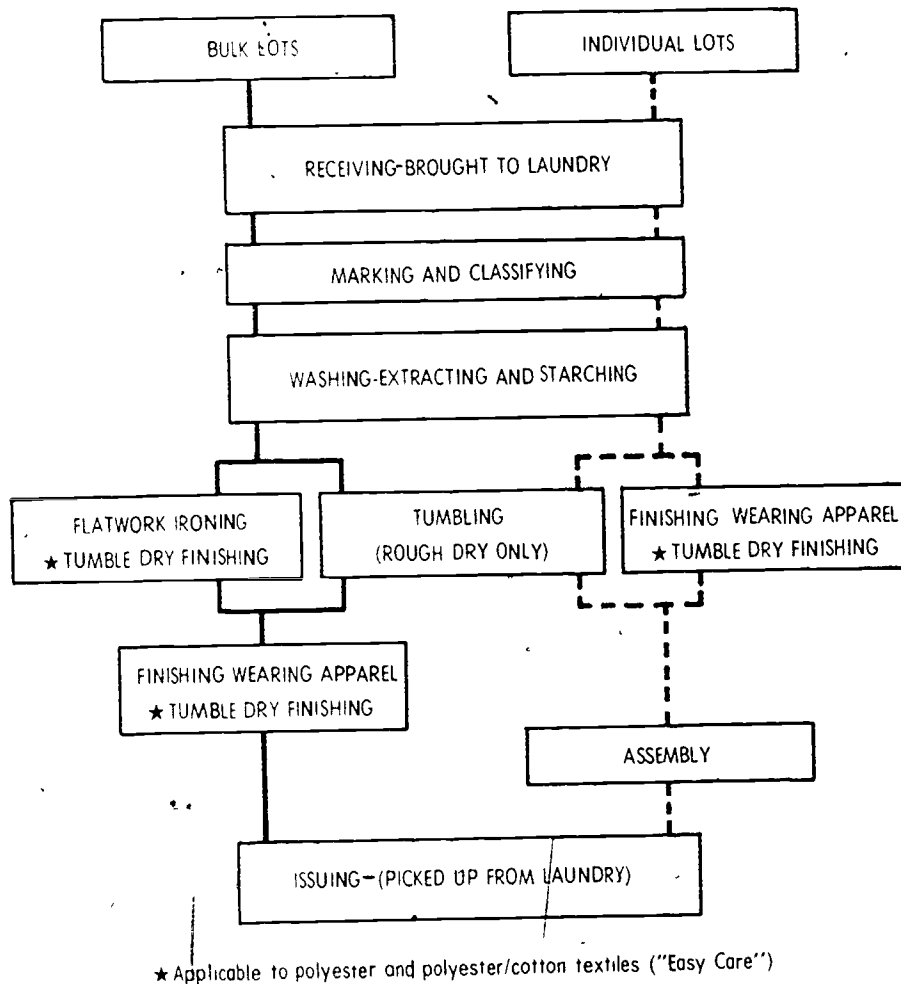 BULK LOTS
INDIVIDUAL LOTS
RECEIVING-BROUGHT TO LAUNDRY
MARKING AND CLASSIFYING
WASHING-EXTRACTING AND STARCHING
FLATWORK IRONING
★ TUMBLE DRY FINISHING
TUMBLING
(ROUGH DRY ONLY)
FINISHING WEARING APPAREL
★ TUMBLE DRY FINISHING
FINISHING WEARING APPAREL
★ TUMBLE DRY FINISHING
ASSEMBLY
ISSUING-(PICKED UP FROM LAUNDRY)
★ Applicable to polyester and polyester/cotton textiles ("Easy Care")